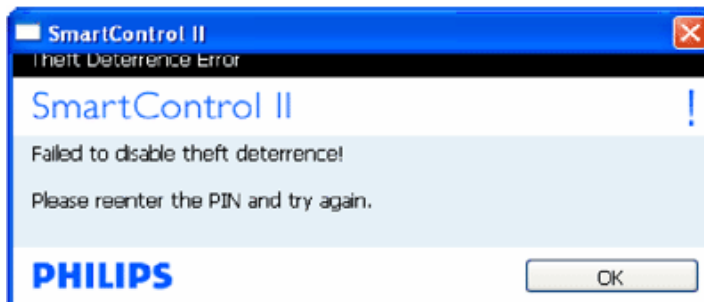 SmartControl II
Theft Deterrence Error
SmartControl II
!
Failed to disable theft deterrence!
Please reenter the PIN and try again.
PHILIPS
OK